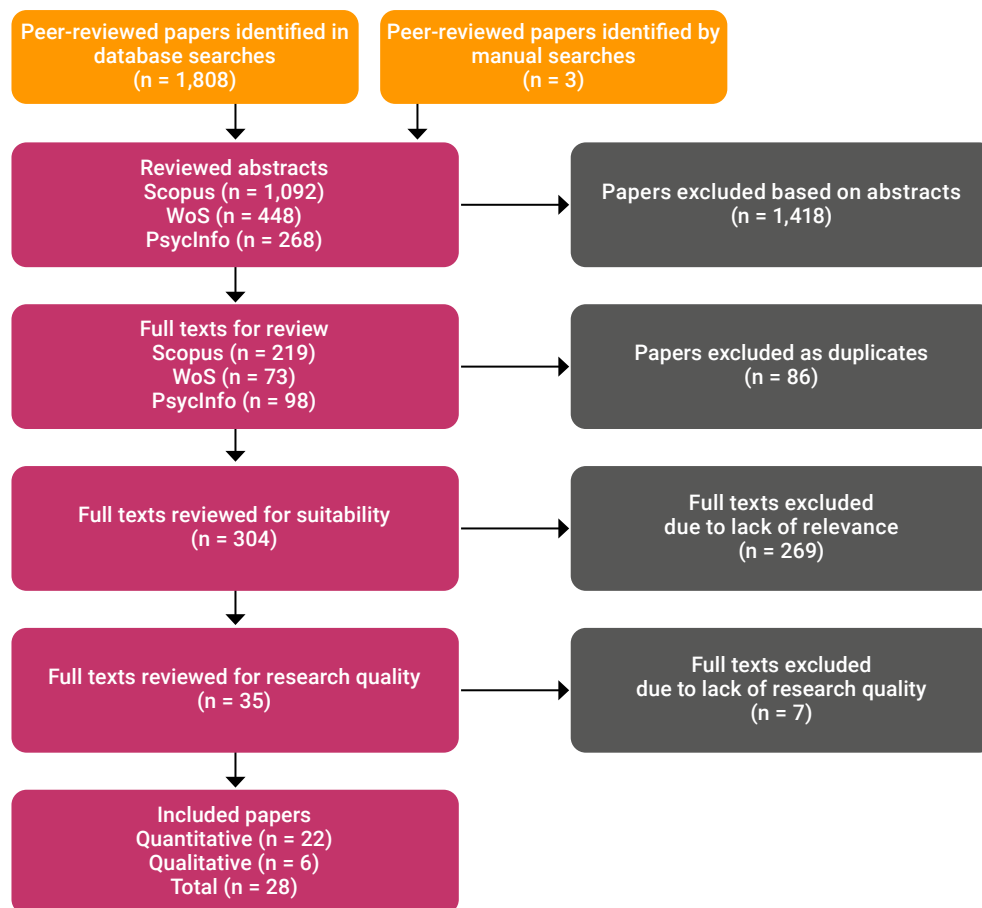 Peer-reviewed papers identified in
database searches
(n = 1,808)
Peer-reviewed papers identified by
manual searches
(n = 3)
Reviewed abstracts
Scopus (n = 1,092)
WoS (n = 448)
PsycInfo (n = 268)
Papers excluded based on abstracts
(n = 1,418)
Full texts for review
Scopus (n = 219)
WoS (n = 73)
PsycInfo (n = 98)
Papers excluded as duplicates
(n = 86)
Full texts reviewed for suitability
(n = 304)
Full texts excluded
due to lack of relevance
(n = 269)
Full texts reviewed for research quality
(n = 35)
Full texts excluded
due to lack of research quality
(n = 7)
Included papers
Quantitative (n = 22)
Qualitative (n = 6)
Total (n = 28)